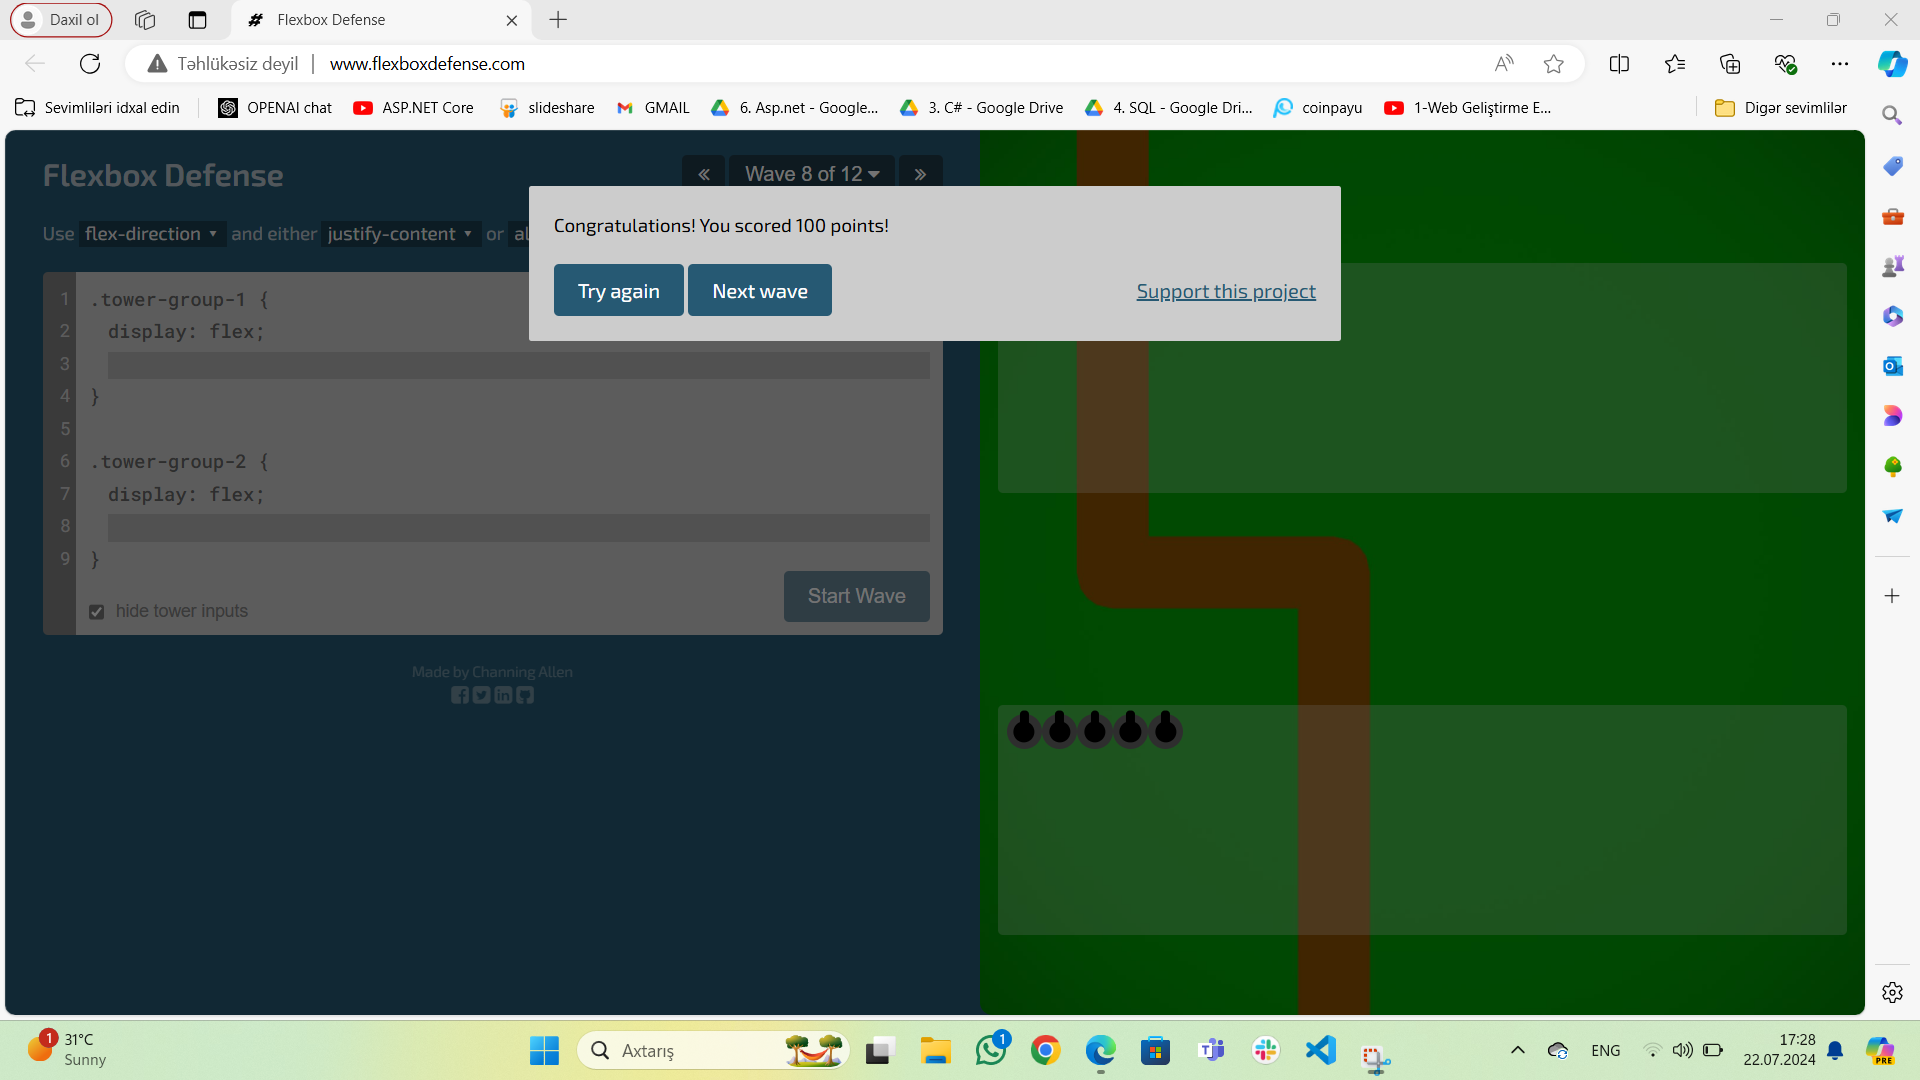 Daxil ol
Flexbox Defense
Təhlükəsiz deyil
www.flexboxdefense.com
Sevimliləri idxal edin
OPENAI chat
ASP.NET Core
slideshare
GMAIL
6. Asp.net - Google...
3. C# - Google Drive
4. SQL - Google Dri...
coinpayu
1-Web Geliştirme E...
Digər sevimlilər
Flexbox Defense
« Wave 8 of 12 »
Use flex-direction and either justify-content or al
Congratulations! You scored 100 points!
Try again Next wave Support this project
1 .tower-group-1 {
2 display: flex;
3
4 }
5
6 .tower-group-2 {
7 display: flex;
8
9 }
hide tower inputs
Start Wave
Made by Channing Allen
1
31°C
Sunny
Axtarış
1
ENG
17:28
22.07.2024
PRE